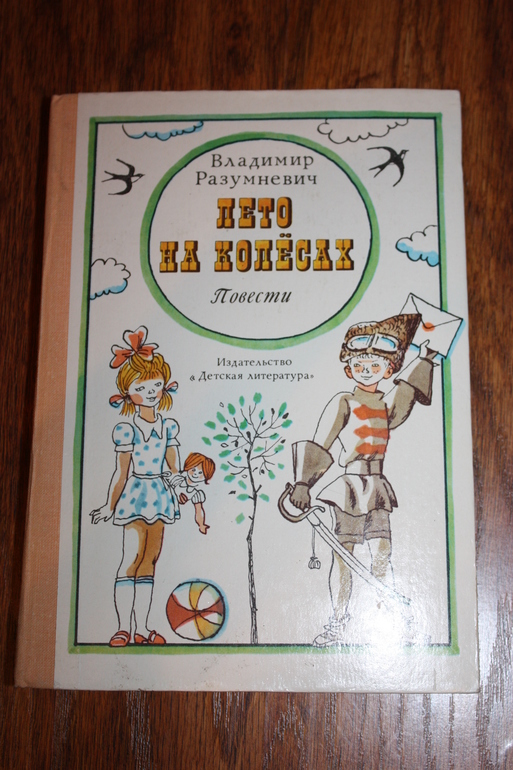 Владимир
Разумневич
ЛЕТО
НА КОЛЁСАХ
Повести
Издательство
«Детская литература»